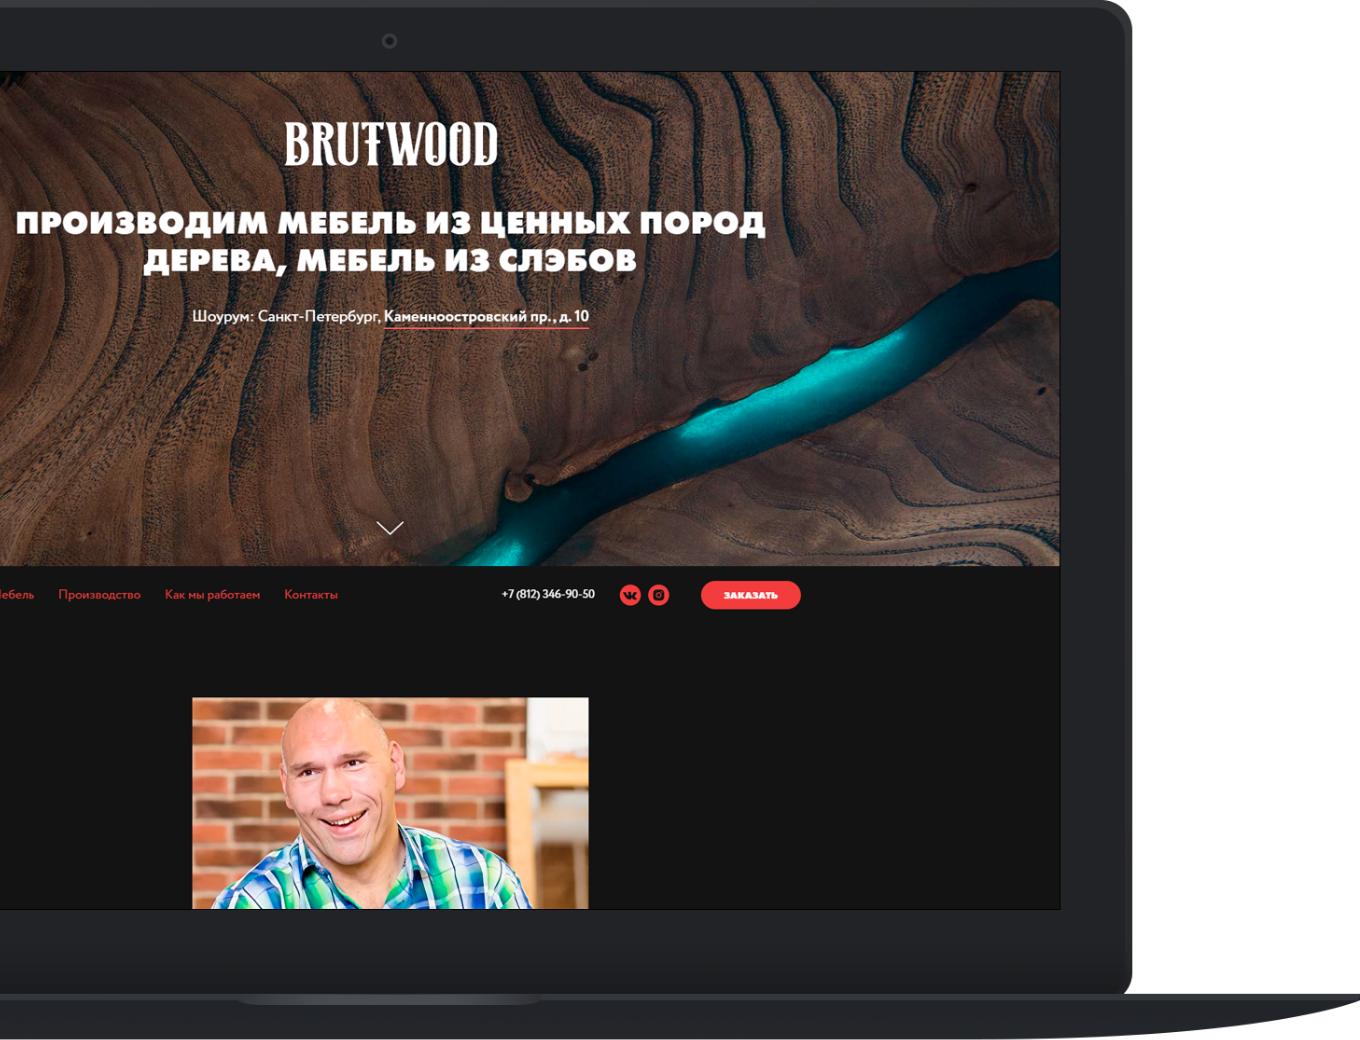 BRUTWOOD
ПРОИЗВОДИМ МЕБЕЛЬ ИЗ ЦЕННЫХ ПОРОД
ДЕРЕВА, МЕБЕЛЬ ИЗ СЛЭБОВ
Шоурум: Санкт-Петербург, Каменноостровский пр., д. 10
Производство Как мы работаем Контакты +7 (812) 346-90-50 ЗАКАЗАТЬ